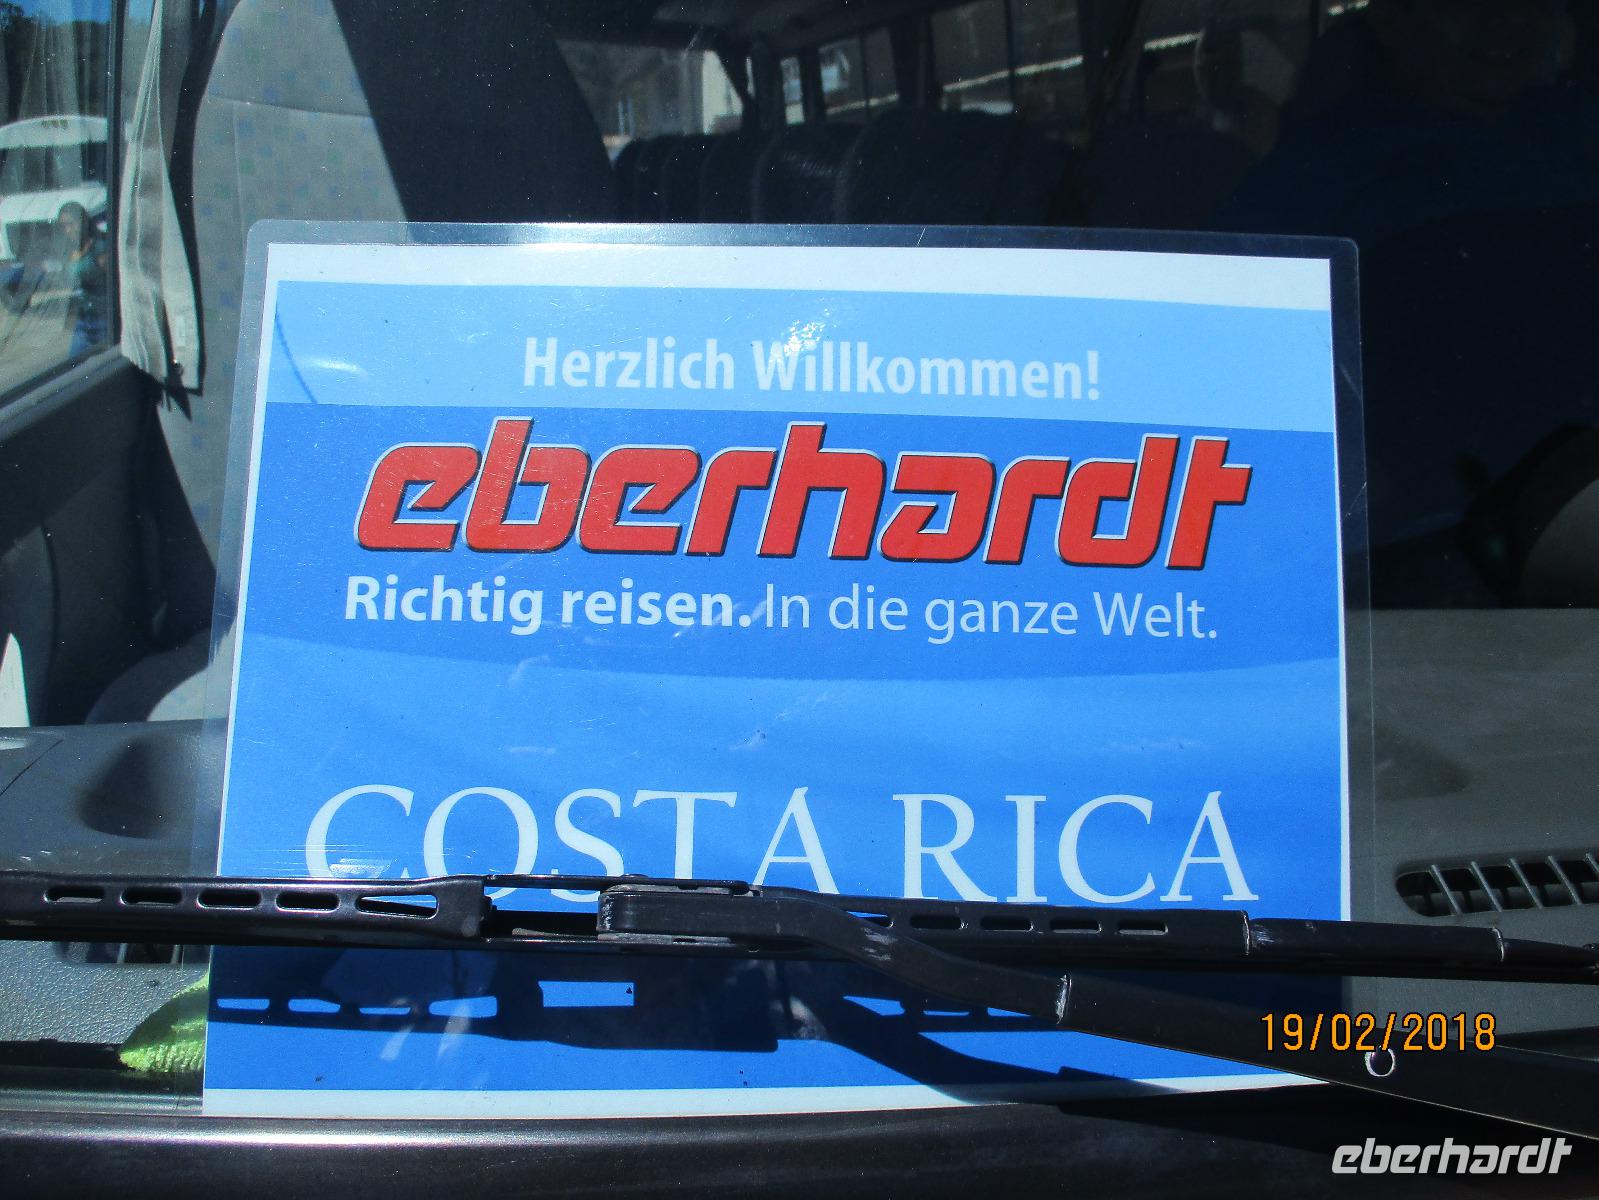 Herzlich Willkommen!
eberhardt
Richtig reisen. In die ganze Welt.
COSTA RICA
19/02/2018
eberhardt